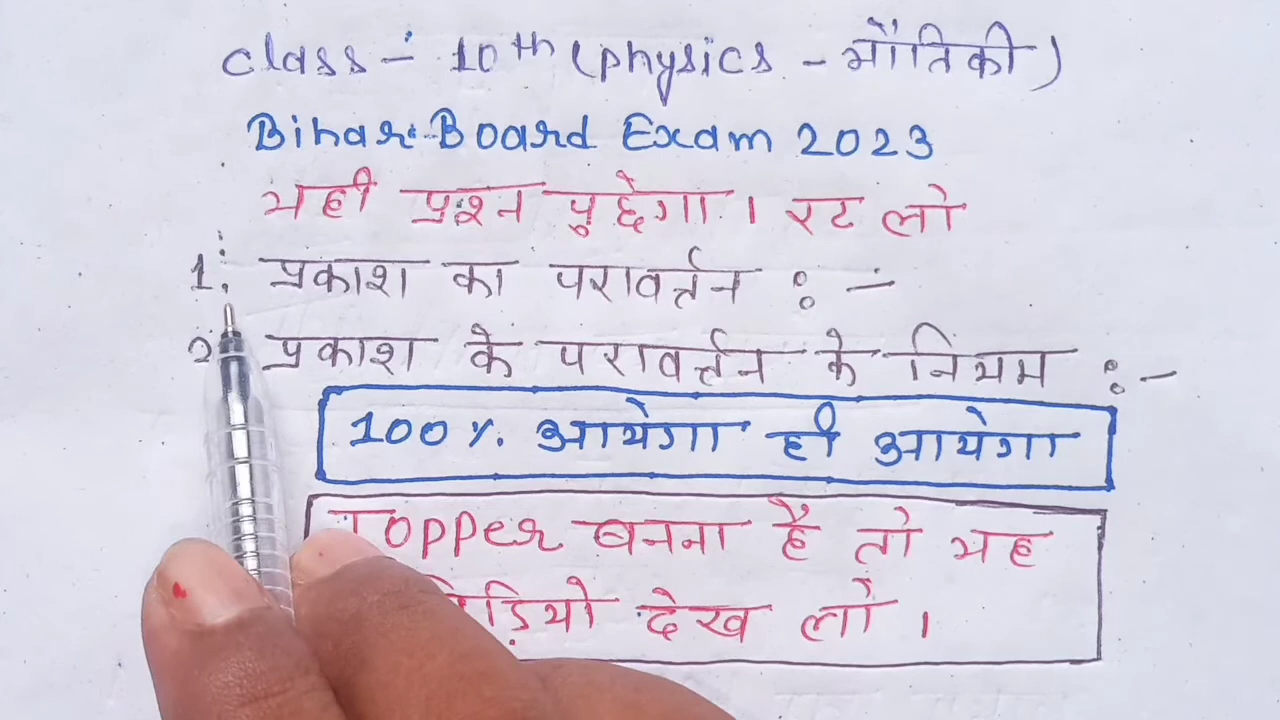 class - 10th (physics - भौतिकी)
Bihar Board Exam 2023
यही प्रश्न पुछेगा । रट लो
1. प्रकाश का परावर्त्तन : -
2 प्रकाश के परावर्त्तन के नियम : -
100% आयेगा ही आयेगा
Topper बनना है तो यह
देख लो ।